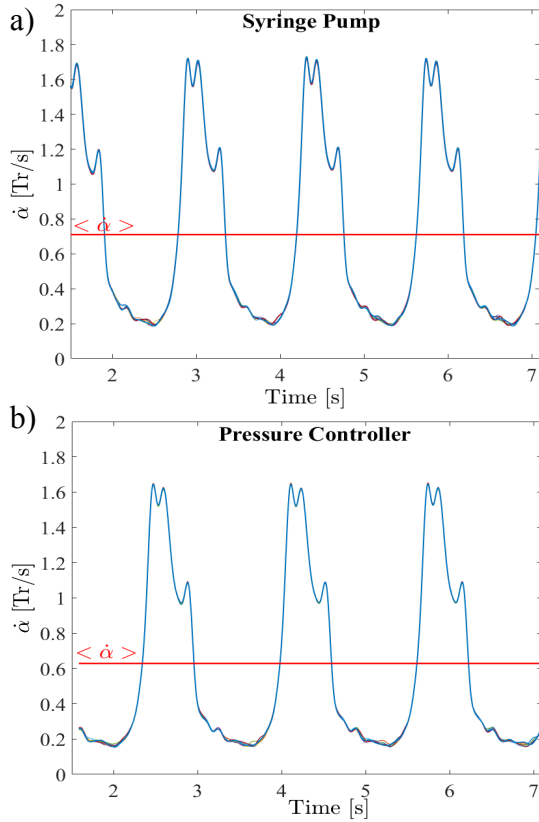 a)
Syringe Pump
2
1.8
1.6
1.4
1.2
1
0.8
0.6
0.4
0.2
0
α̇ [Tr/s]
< α̇ >
2 3 4 5 6 7
Time [s]
b)
Pressure Controller
2
1.8
1.6
1.4
1.2
1
0.8
0.6
0.4
0.2
0
α̇ [Tr/s]
< α̇ >
2 3 4 5 6 7
Time [s]